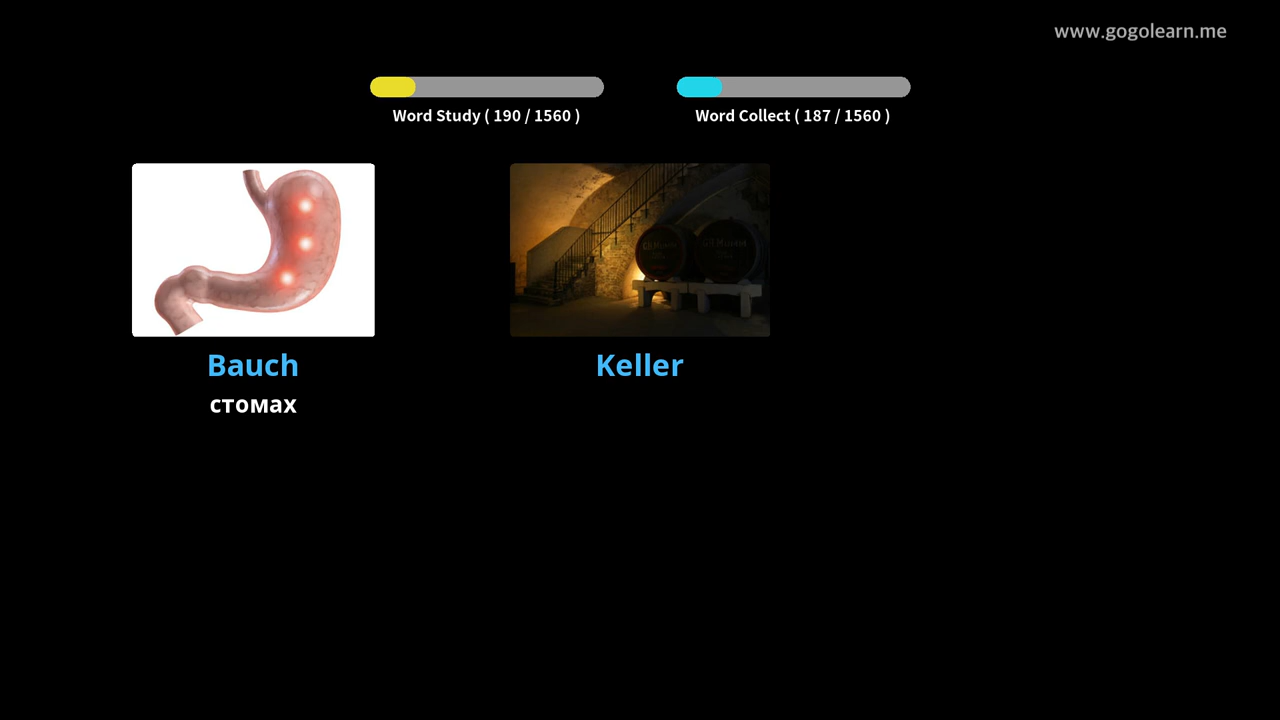 www.gogolearn.me
Word Study ( 190 / 1560 )
Word Collect ( 187 / 1560 )
Bauch
стомах
Keller